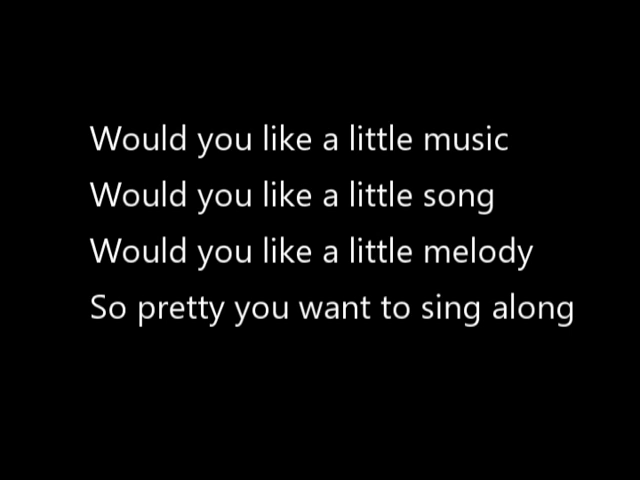 Would you like a little music
Would you like a little song
Would you like a little melody
So pretty you want to sing along